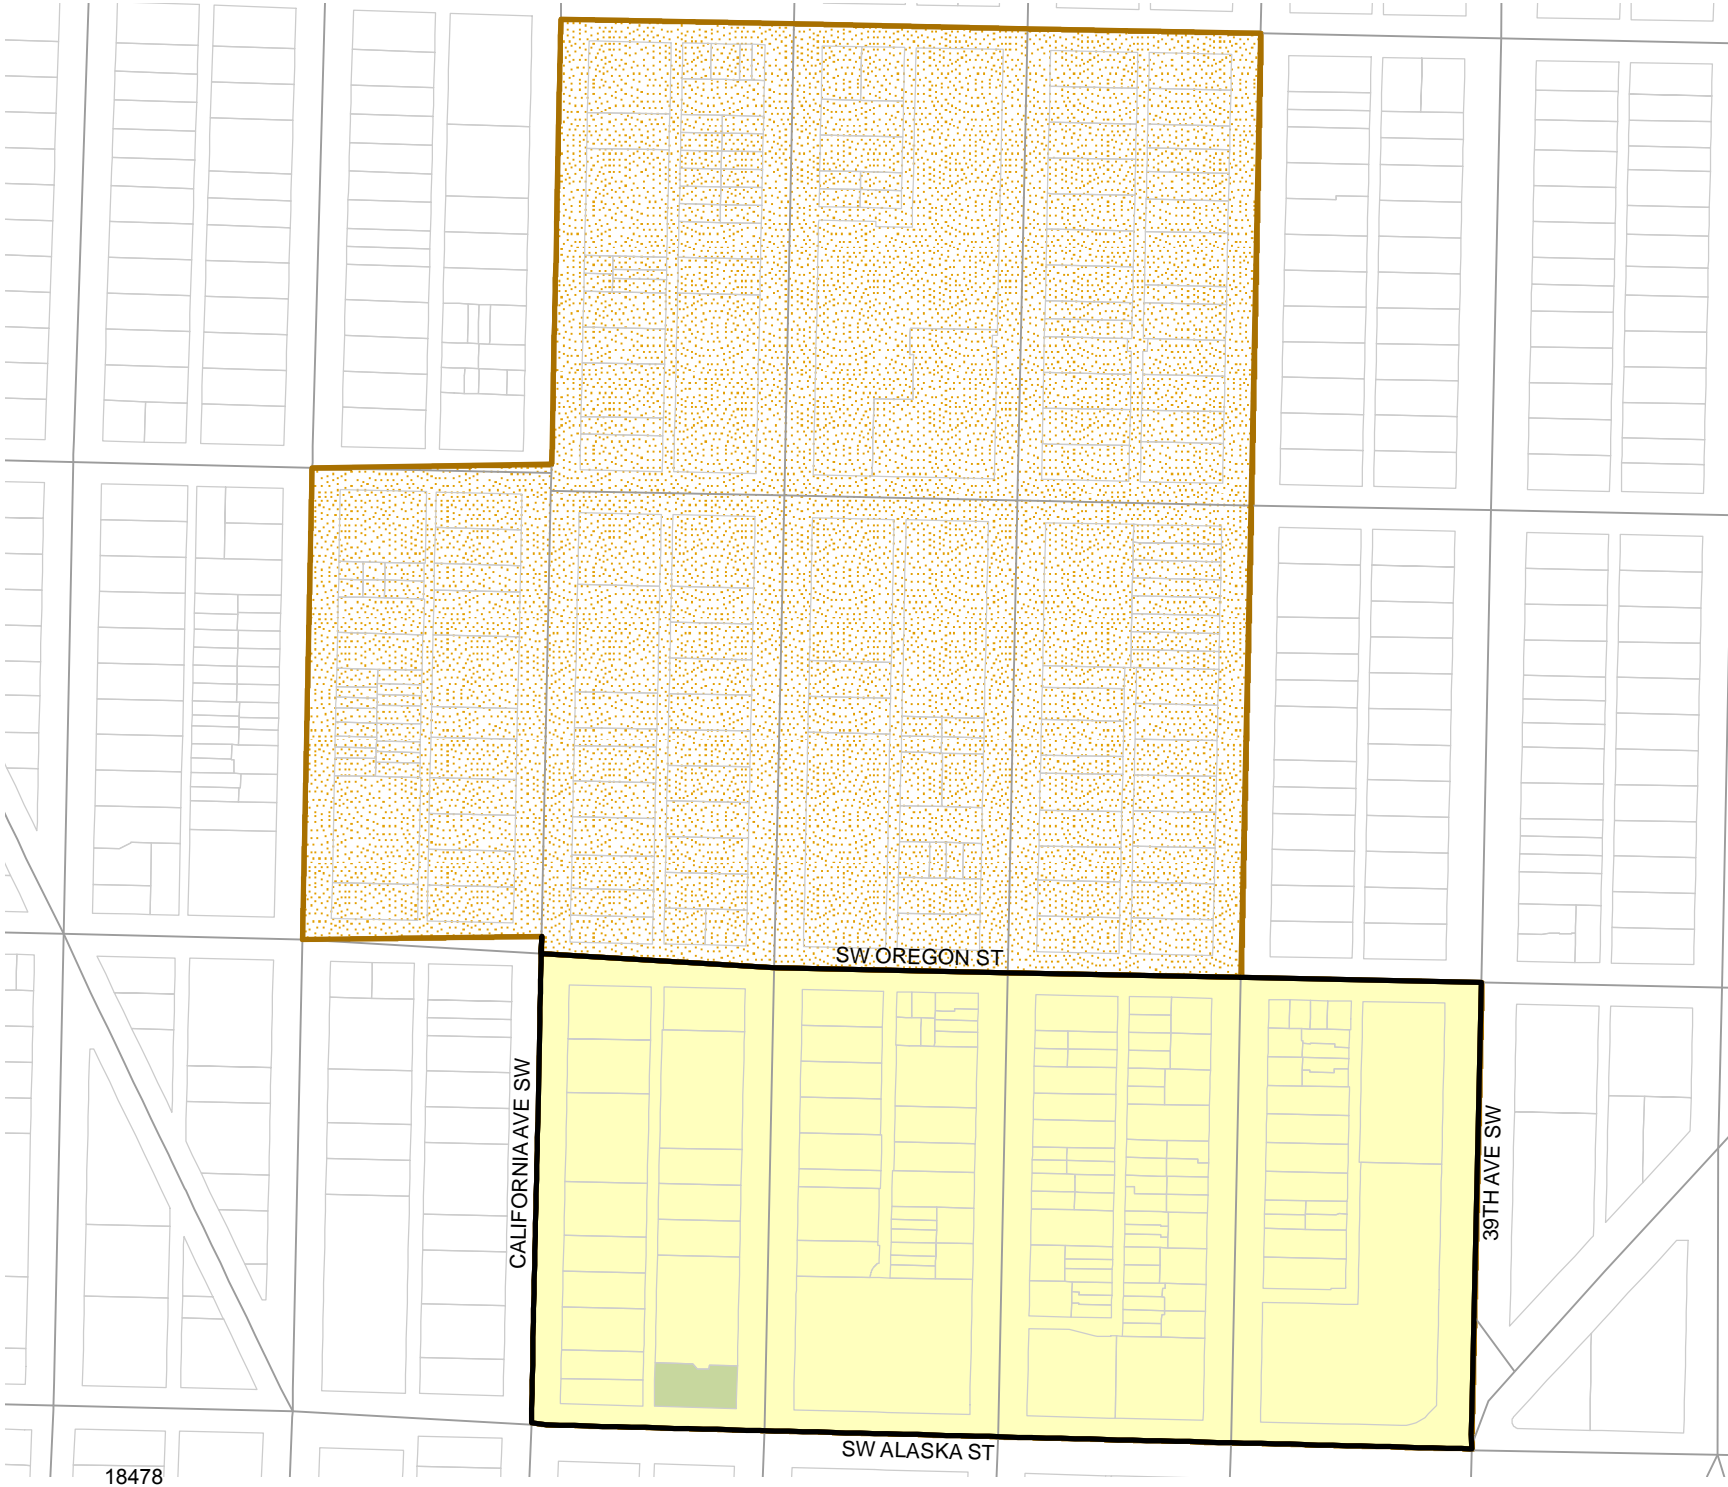 SW OREGON ST
CALIFORNIA AVE SW
39TH AVE SW
SW ALASKA ST
18478